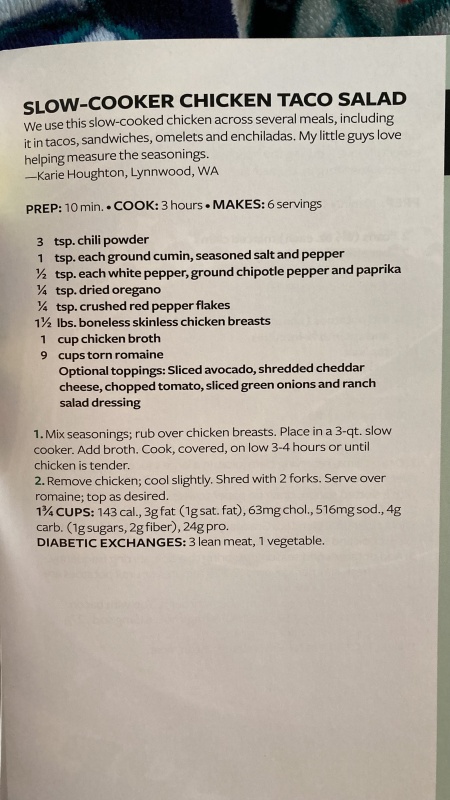 SLOW-COOKER CHICKEN TACO SALAD
We use this slow-cooked chicken across several meals, including
it in tacos, sandwiches, omelets and enchiladas. My little guys love
helping measure the seasonings.
—Karie Houghton, Lynnwood, WA
PREP: 10 min. • COOK: 3 hours • MAKES: 6 servings
3 tsp. chili powder
1 tsp. each ground cumin, seasoned salt and pepper
½ tsp. each white pepper, ground chipotle pepper and paprika
¼ tsp. dried oregano
¼ tsp. crushed red pepper flakes
1½ lbs. boneless skinless chicken breasts
1 cup chicken broth
9 cups torn romaine
Optional toppings: Sliced avocado, shredded cheddar
cheese, chopped tomato, sliced green onions and ranch
salad dressing
1. Mix seasonings; rub over chicken breasts. Place in a 3-qt. slow
cooker. Add broth. Cook, covered, on low 3-4 hours or until
chicken is tender.
2. Remove chicken; cool slightly. Shred with 2 forks. Serve over
romaine; top as desired.
1¾ CUPS: 143 cal., 3g fat (1g sat. fat), 63mg chol., 516mg sod., 4g
carb. (1g sugars, 2g fiber), 24g pro.
DIABETIC EXCHANGES: 3 lean meat, 1 vegetable.